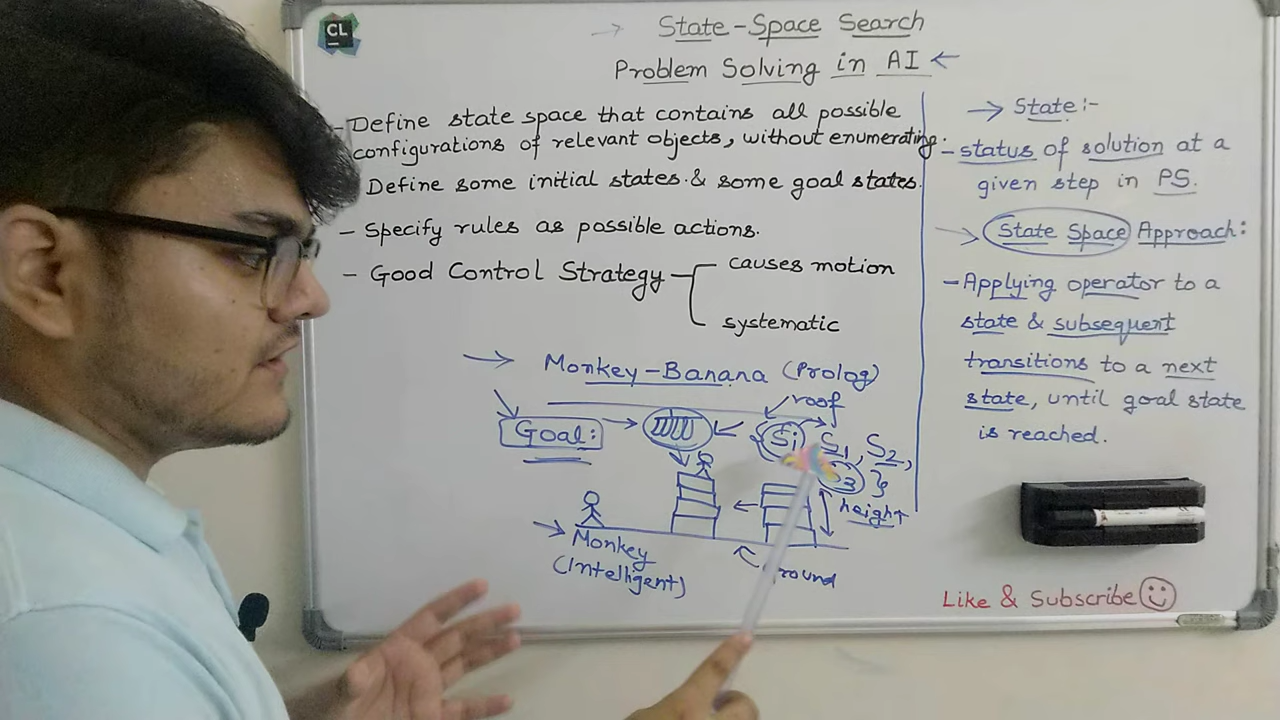 CL
→ State-Space Search
Problem Solving in AI ←
- Define state space that contains all possible
configurations of relevant objects, without enumerating.
Define some initial states & some goal states.
- Specify rules as possible actions.
- Good Control Strategy
causes motion
systematic
→ Monkey-Banana (Prolog)
roof
Goal:
Si
S1, S2,
S3 }
height
Monkey
(Intelligent)
→ State:-
- status of solution at a
given step in PS.
→ State Space Approach:
- Applying operator to a
state & subsequent
transitions to a next
state, until goal state
is reached.
Like & Subscribe